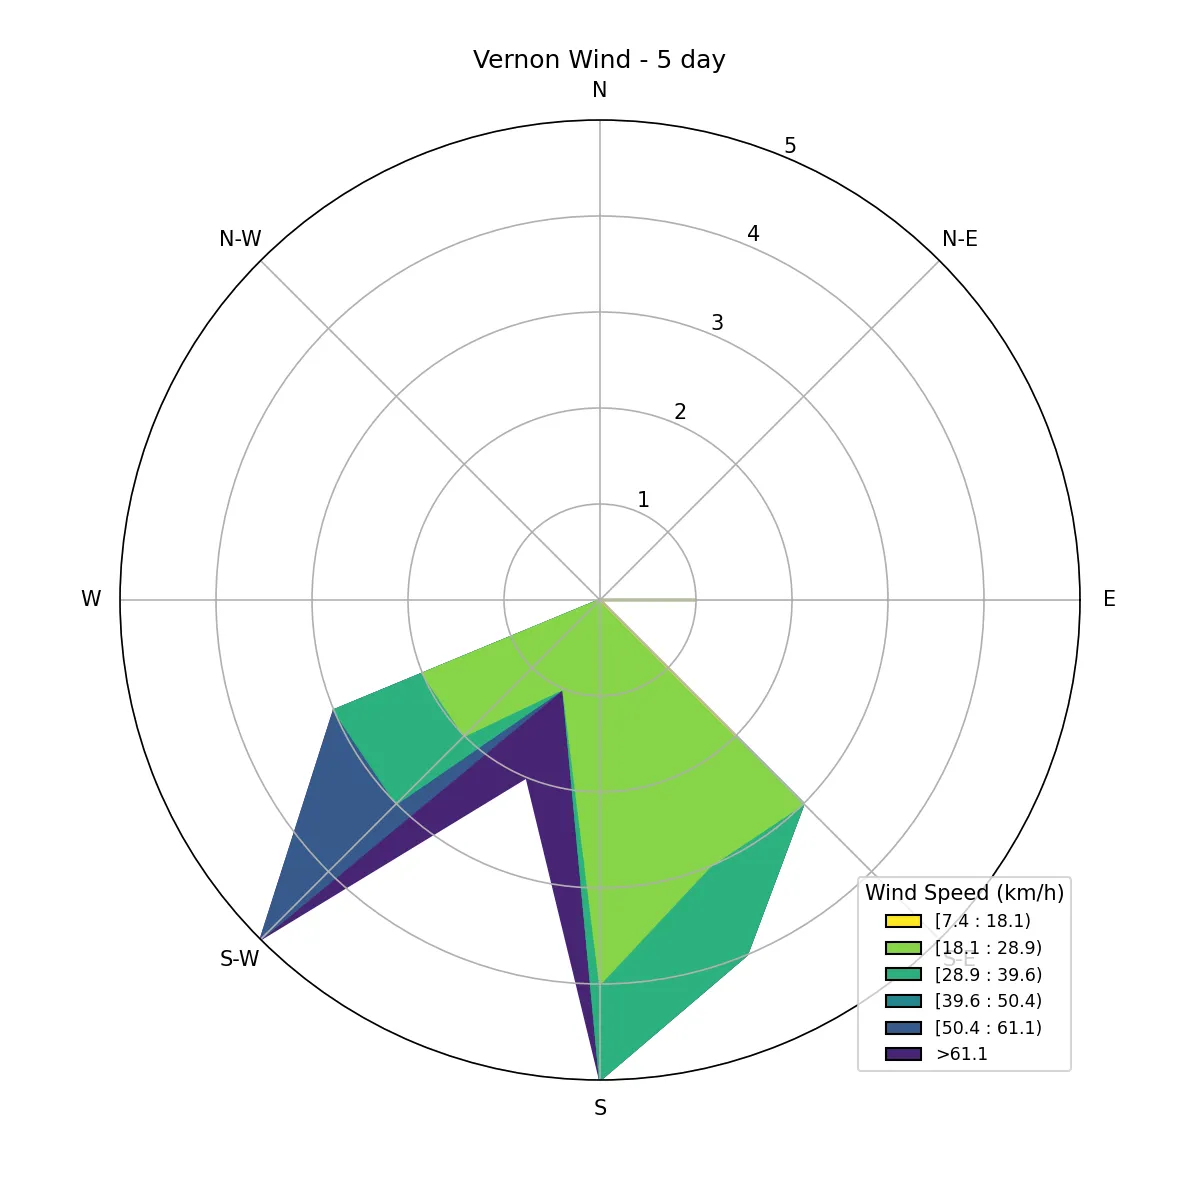 Vernon Wind - 5 day
N
5
N-W
N-E
4
3
2
1
W
E
S-W
S-E
S
Wind Speed (km/h)
[7.4 : 18.1)
[18.1 : 28.9)
[28.9 : 39.6)
[39.6 : 50.4)
[50.4 : 61.1)
>61.1